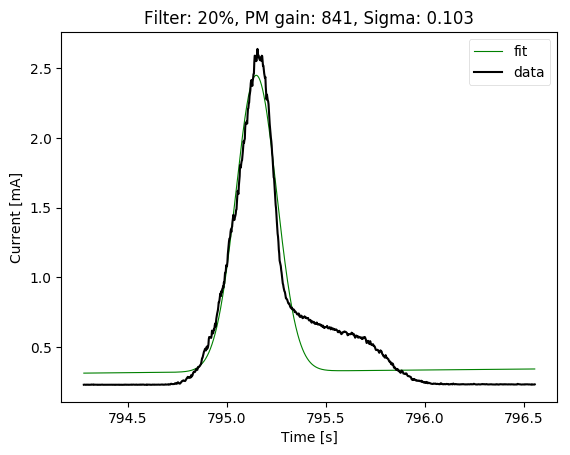 Filter: 20%, PM gain: 841, Sigma: 0.103
fit
data
2.5
2.0
1.5
1.0
0.5
Current [mA]
794.5
795.0
795.5
796.0
796.5
Time [s]